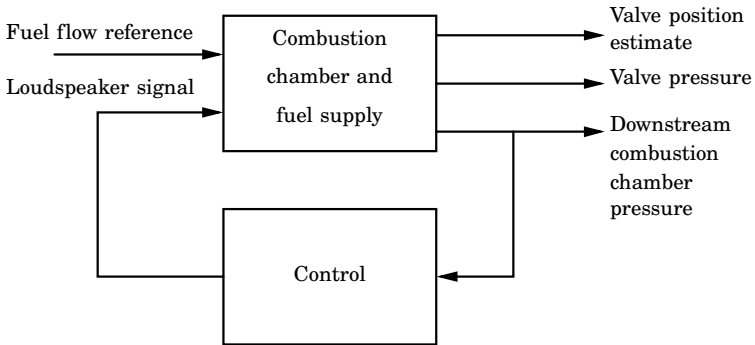 Fuel flow reference
Loudspeaker signal
Combustion
chamber and
fuel supply
Valve position
estimate
Valve pressure
Downstream
combustion
chamber
pressure
Control